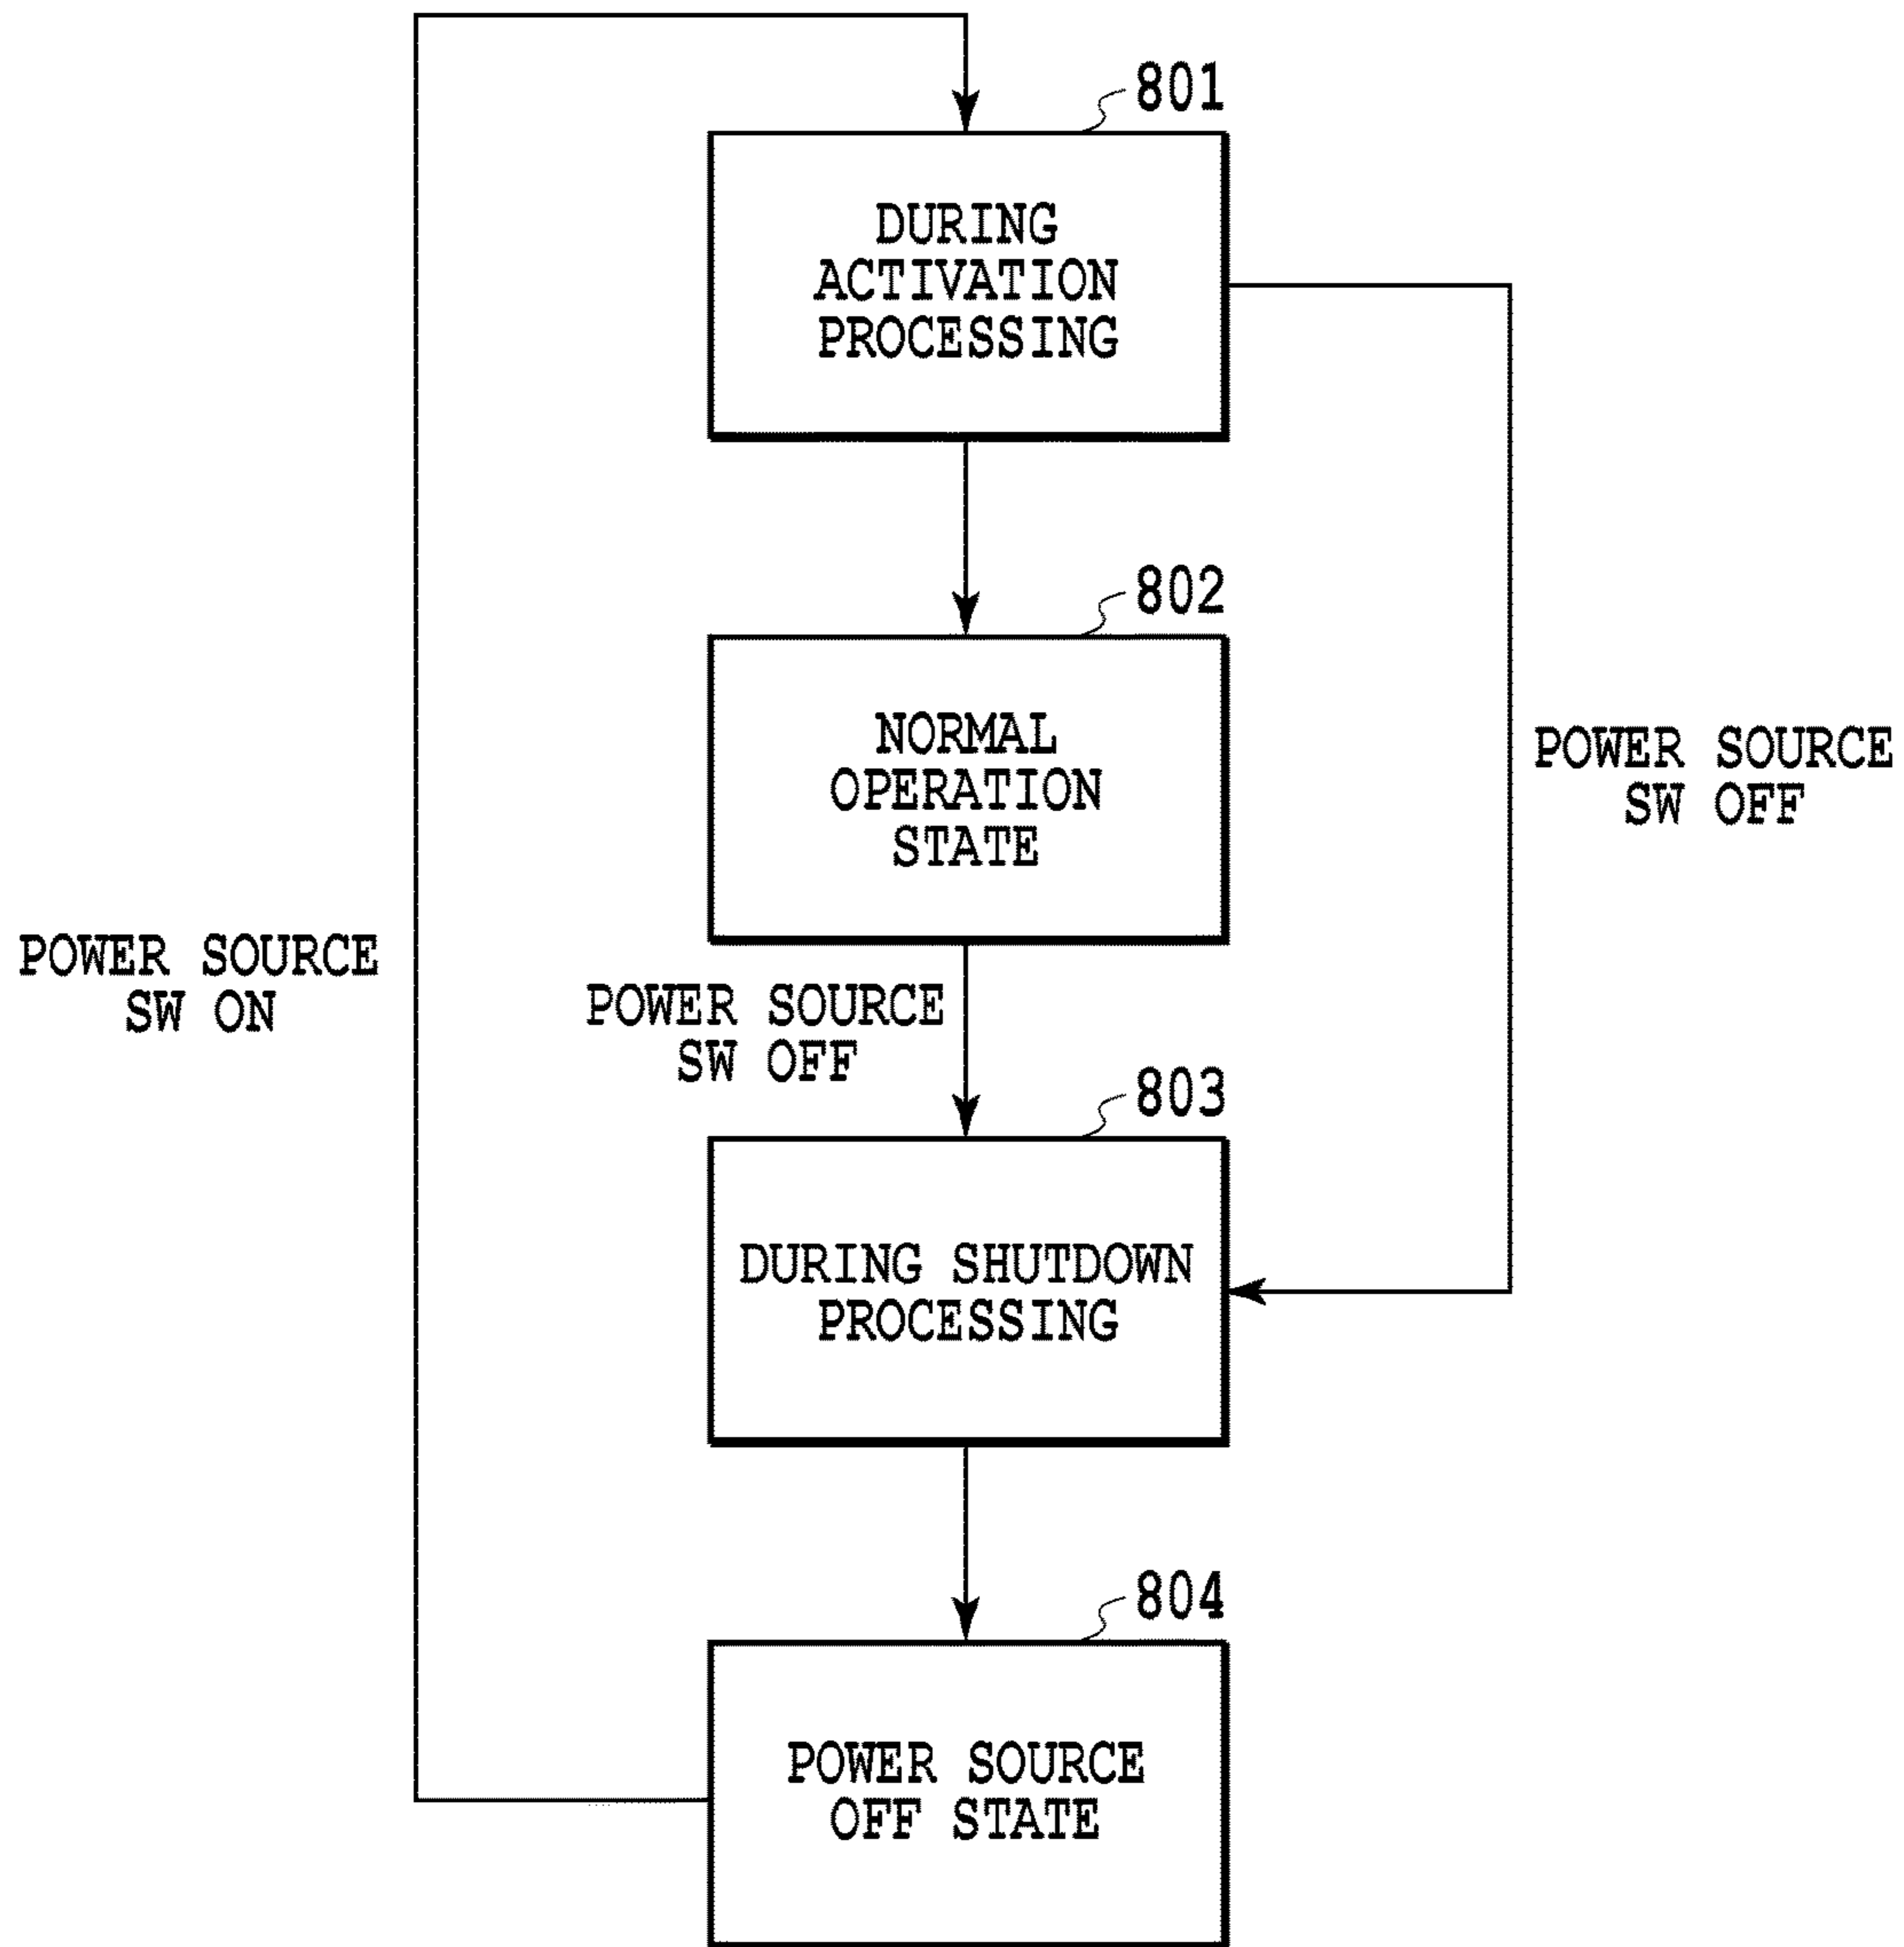 801
DURING
ACTIVATION
PROCESSING
802
NORMAL
OPERATION
STATE
POWER SOURCE
SW OFF
POWER SOURCE
SW ON
POWER SOURCE
SW OFF
803
DURING SHUTDOWN
PROCESSING
804
POWER SOURCE
OFF STATE